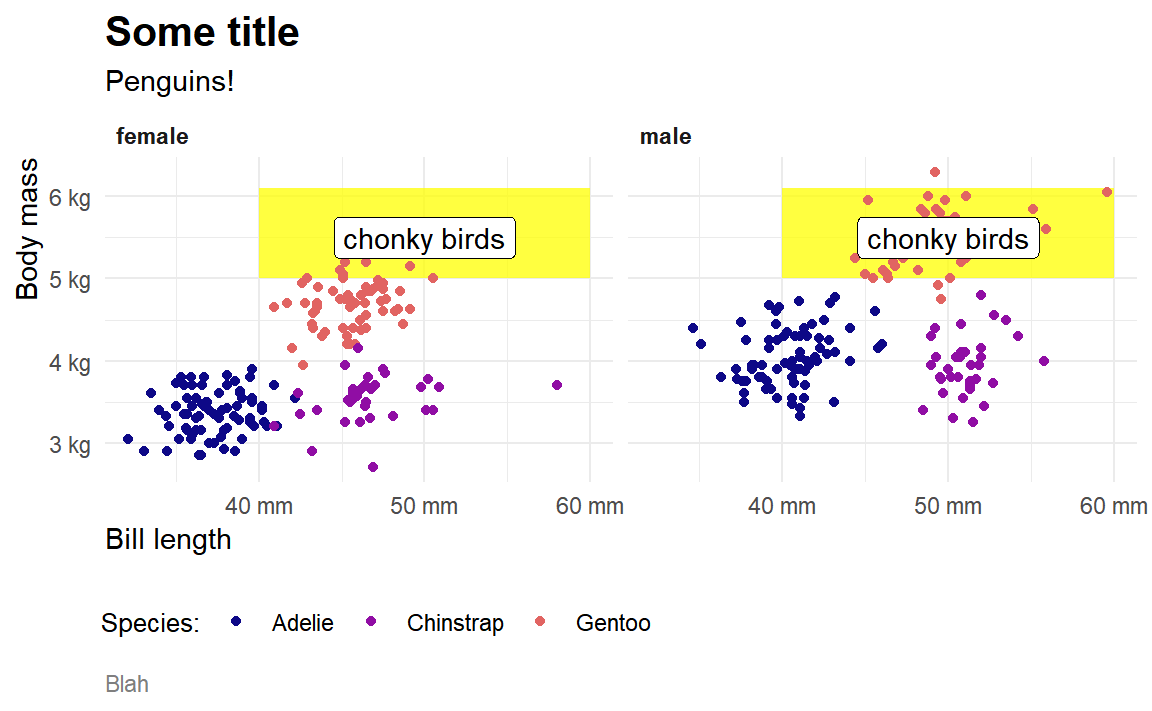 Some title
Penguins!
female
male
Body mass
6 kg
5 kg
4 kg
3 kg
chonky birds
chonky birds
40 mm 50 mm 60 mm
40 mm 50 mm 60 mm
Bill length
Species: Adelie Chinstrap Gentoo
Blah